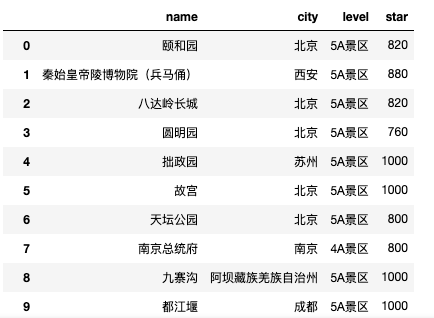 name city level star
0 颐和园 北京 5A景区 820
1 秦始皇帝陵博物院（兵马俑） 西安 5A景区 880
2 八达岭长城 北京 5A景区 820
3 圆明园 北京 5A景区 760
4 拙政园 苏州 5A景区 1000
5 故宫 北京 5A景区 1000
6 天坛公园 北京 5A景区 800
7 南京总统府 南京 4A景区 800
8 九寨沟 阿坝藏族羌族自治州 5A景区 1000
9 都江堰 成都 5A景区 1000